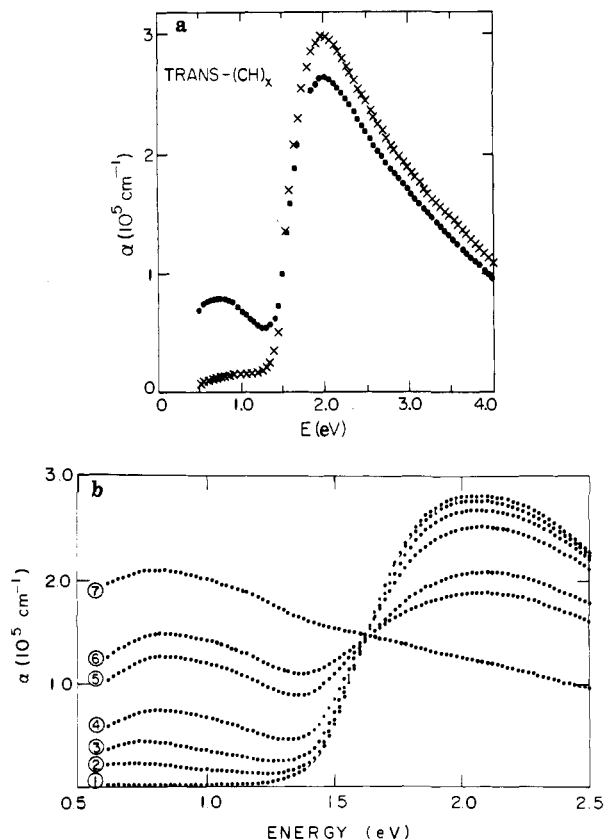 a
3
TRANS-(CH)x
2
α (10⁵ cm⁻¹)
1
0
1.0 2.0 3.0 4.0
E (eV)
b
3.0
2.0
α (10⁵ cm⁻¹)
1.0
⑦
⑥
⑤
④
③
②
①
0.5 1.0 1.5 2.0 2.5
ENERGY (eV)